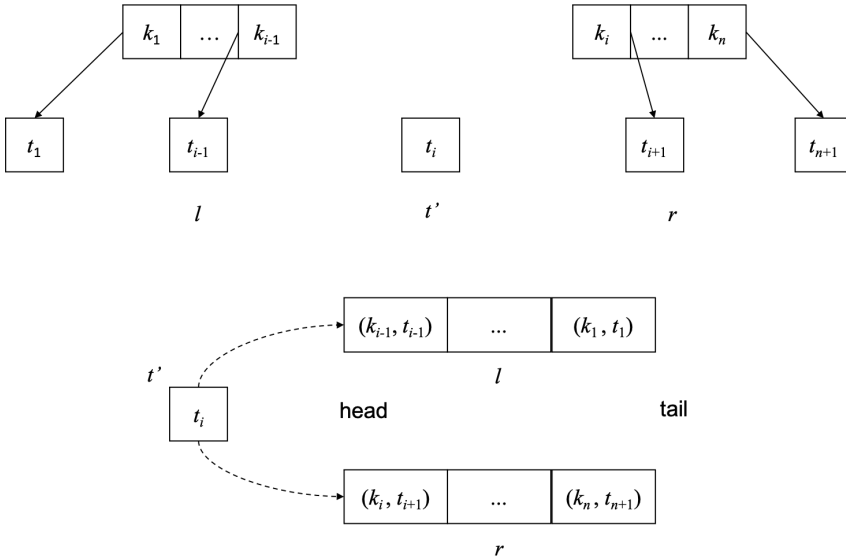 k₁ … kᵢ₋₁ kᵢ ... kₙ
t₁ tᵢ₋₁ tᵢ tᵢ₊₁ tₙ₊₁
l t’ r
(kᵢ₋₁, tᵢ₋₁) ... (k₁, t₁)
l
t’
tᵢ
head tail
(kᵢ, tᵢ₊₁) ... (kₙ, tₙ₊₁)
r